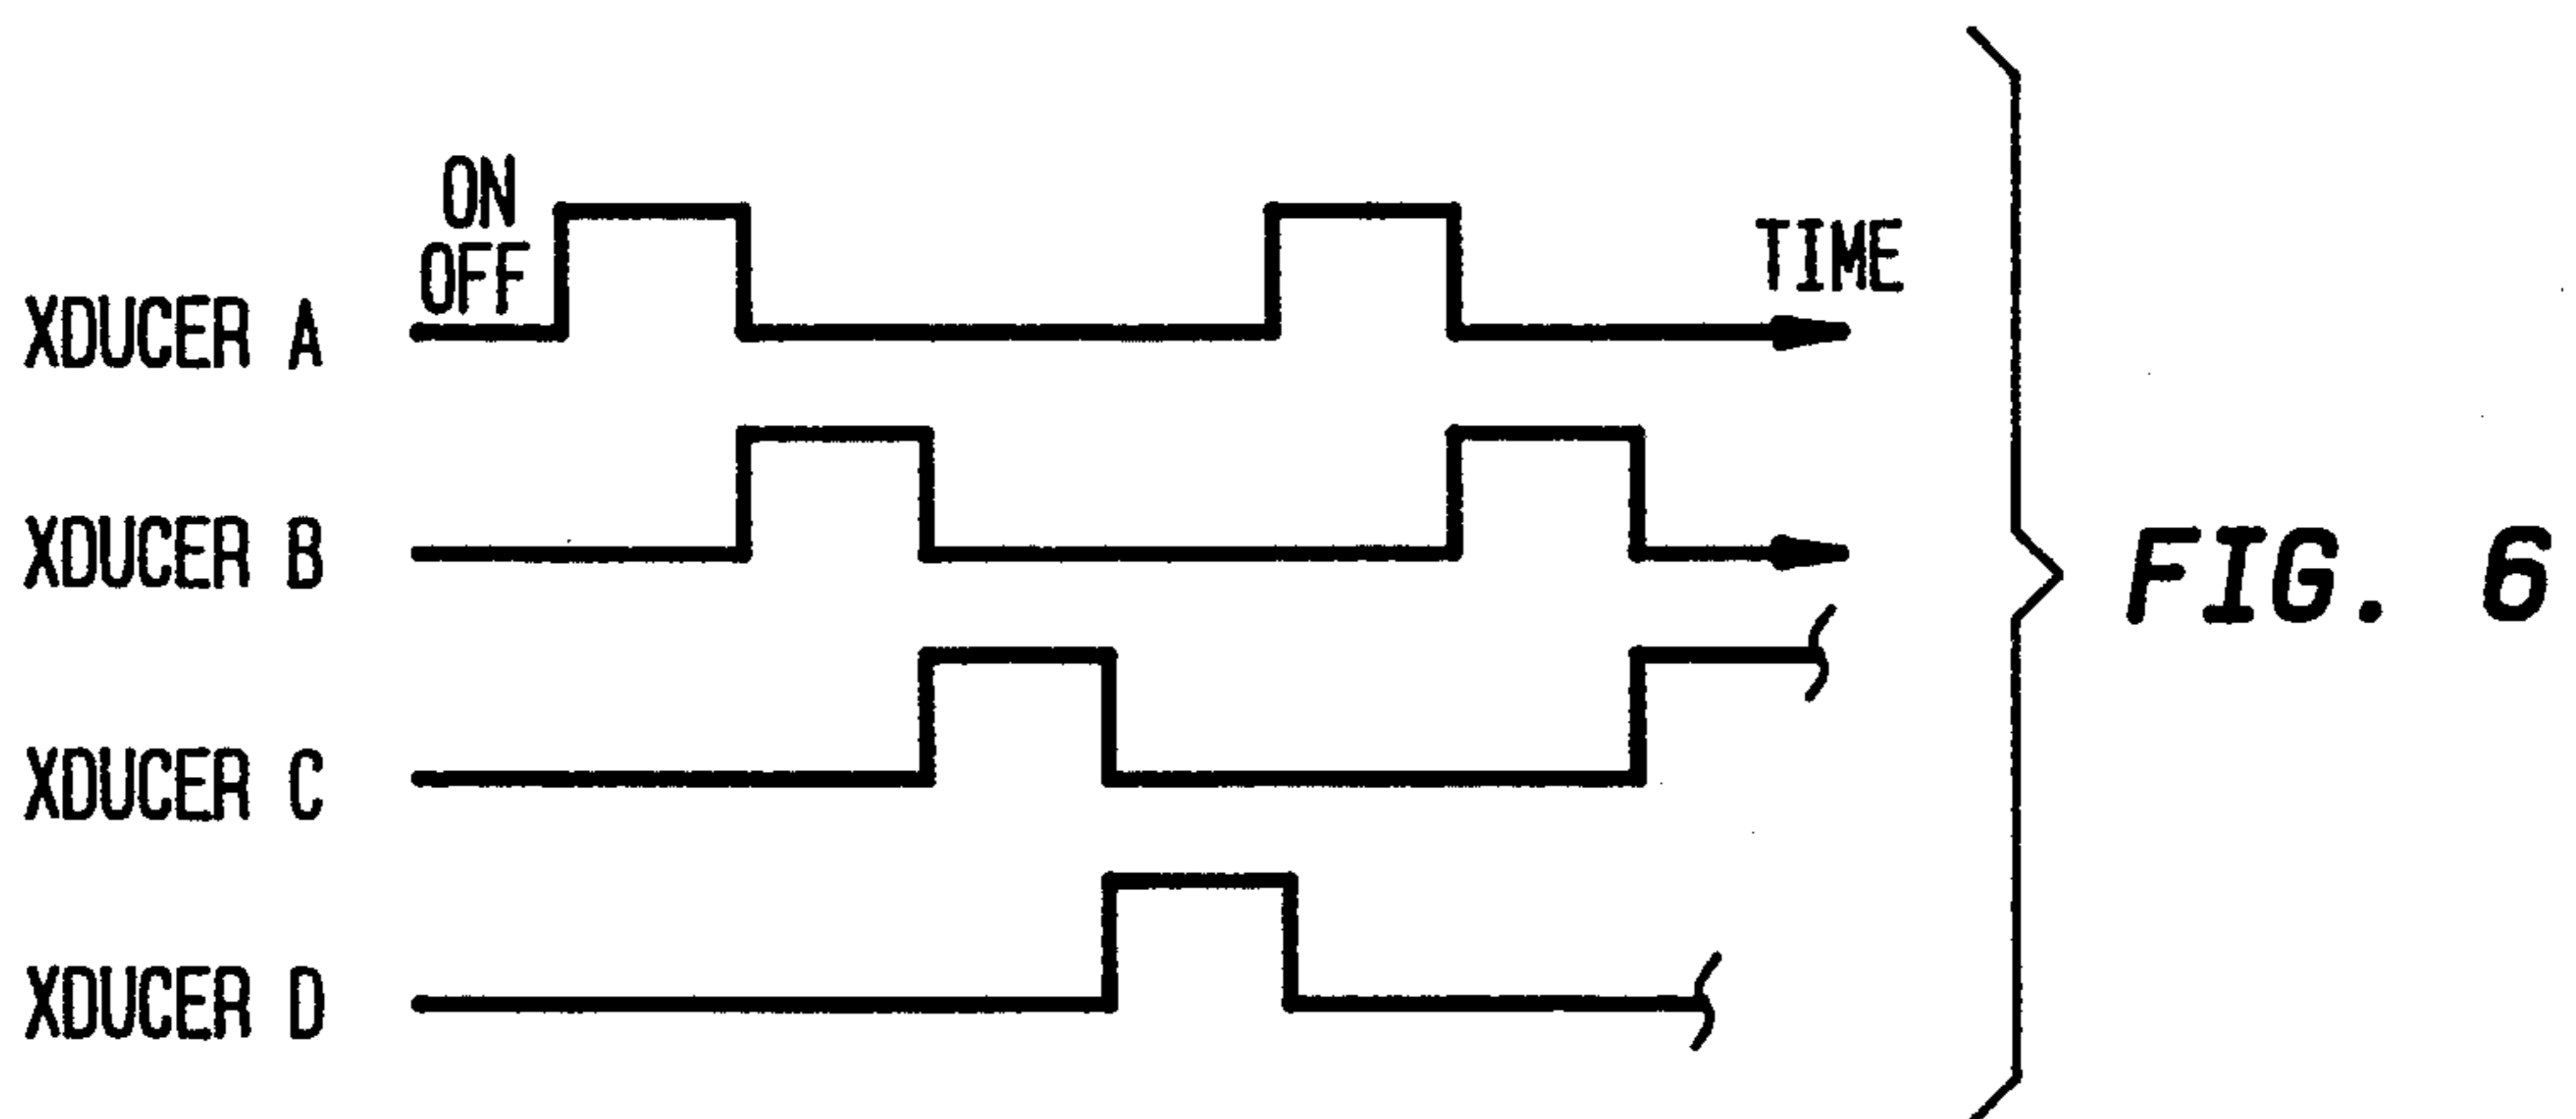 ON
OFF
TIME
XDUCER A
XDUCER B
FIG. 6
XDUCER C
XDUCER D